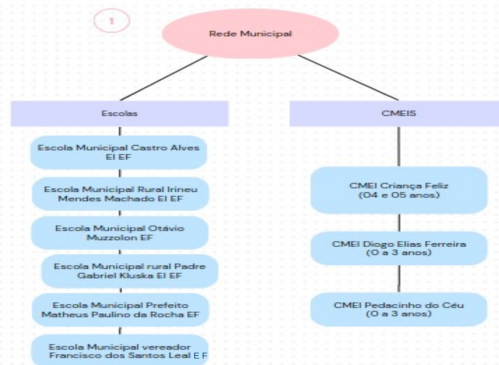 1
Rede Municipal
Escolas
Escola Municipal Castro Alves
EI EF
Escola Municipal Rural Irineu
Mendes Machado EI EF
Escola Municipal Otávio
Muzzolon EF
Escola Municipal rural Padre
Gabriel Kluska EI EF
Escola Municipal Prefeito
Matheus Paulino da Rocha EF
Escola Municipal vereador
Francisco dos Santos Leal E F
CMEIS
CMEI Criança Feliz
(04 e 05 anos)
CMEI Diogo Elias Ferreira
(0 a 3 anos)
CMEI Pedacinho do Céu
(0 a 3 anos)